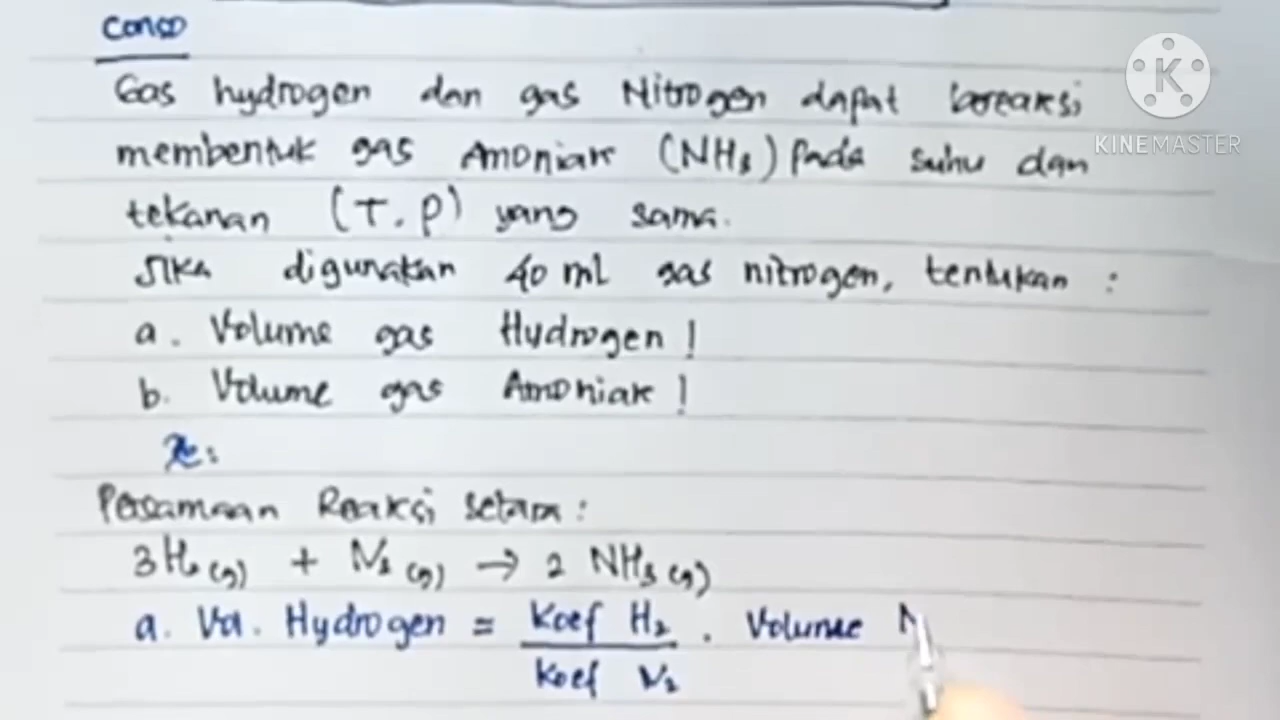 Contoh
Gas hydrogen dan gas Nitrogen dapat bereaksi
membentuk gas Amoniak (NH₃) pada suhu dan
tekanan (T.P) yang sama.
Jika digunakan 40 ml gas nitrogen, tentukan :
a. Volume gas Hydrogen !
b. Volume gas Amoniak !
Persamaan Reaksi setara :
3H₂(g) + N₂(g) → 2 NH₃(g)
a. Vol. Hydrogen = Koef H₂ . Volume N
Koef N₂
K
KINEMASTER